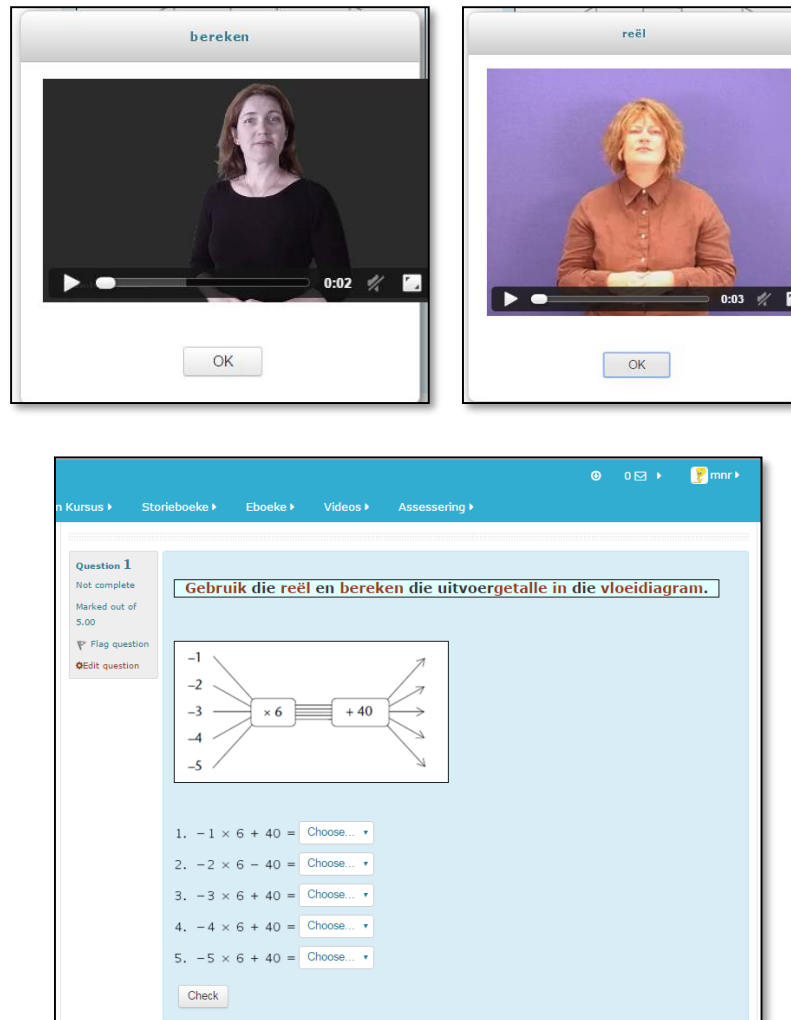 bereken
0:02
OK
reël
0:03
OK
0
mnr
n Kursus
Storieboeke
Eboeke
Videos
Assessering
Question 1
Not complete
Marked out of
5.00
Flag question
Edit question
Gebruik die reël en bereken die uitvoergetalle in die vloeidiagram.
−1
−2
−3
−4
−5
× 6
+ 40
1. −1 × 6 + 40 = Choose...
2. −2 × 6 − 40 = Choose...
3. −3 × 6 + 40 = Choose...
4. −4 × 6 + 40 = Choose...
5. −5 × 6 + 40 = Choose...
Check